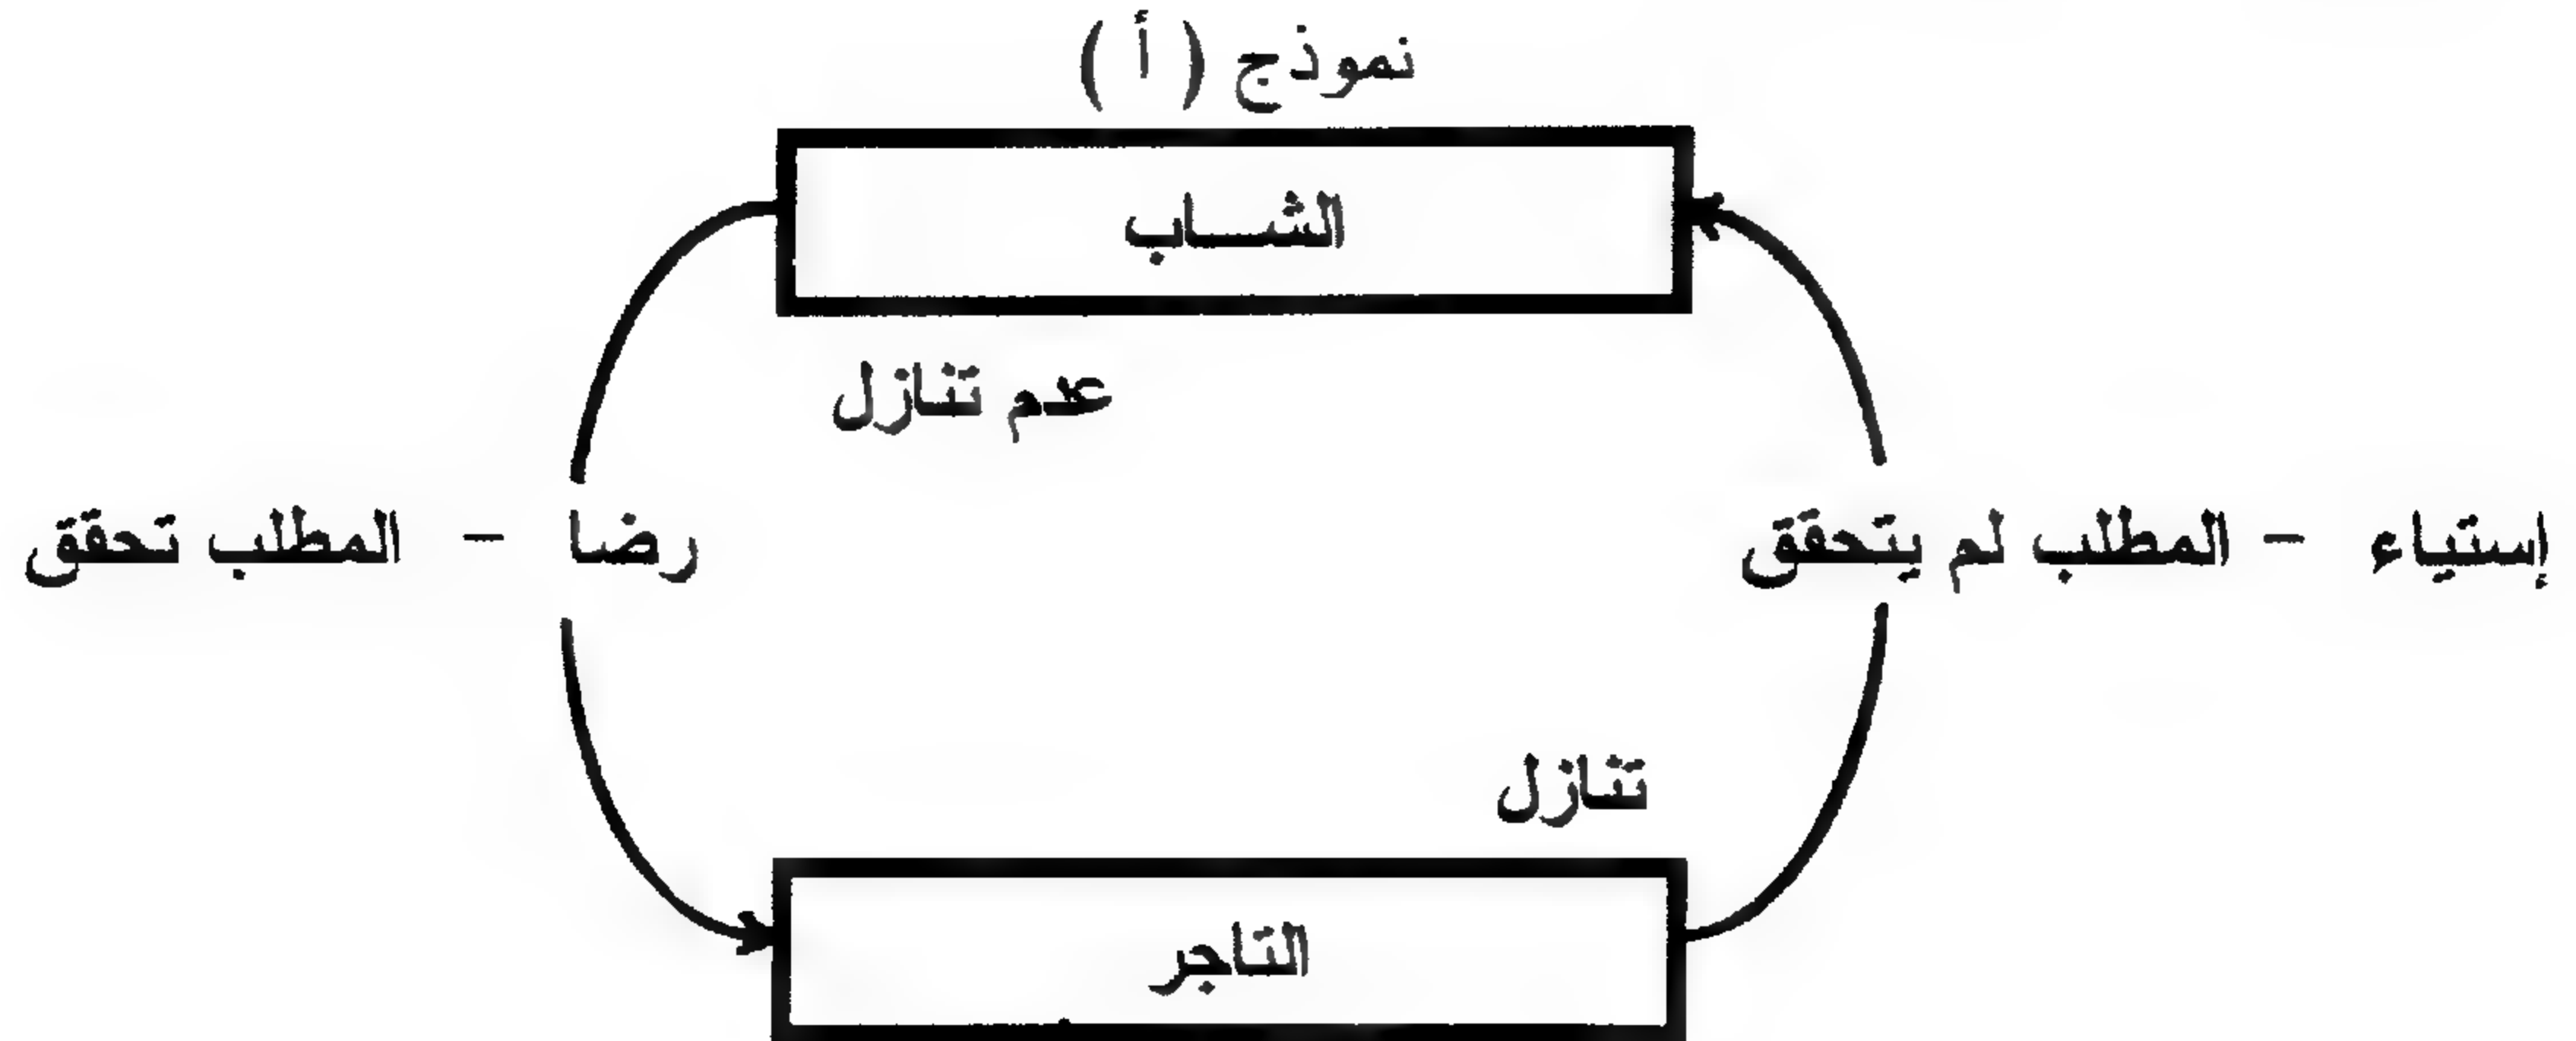 نموذج ( أ )
الشـــاب
عدم تنازل
إستياء - المطلب لم يتحقق
رضا - المطلب تحقق
تنازل
التاجر